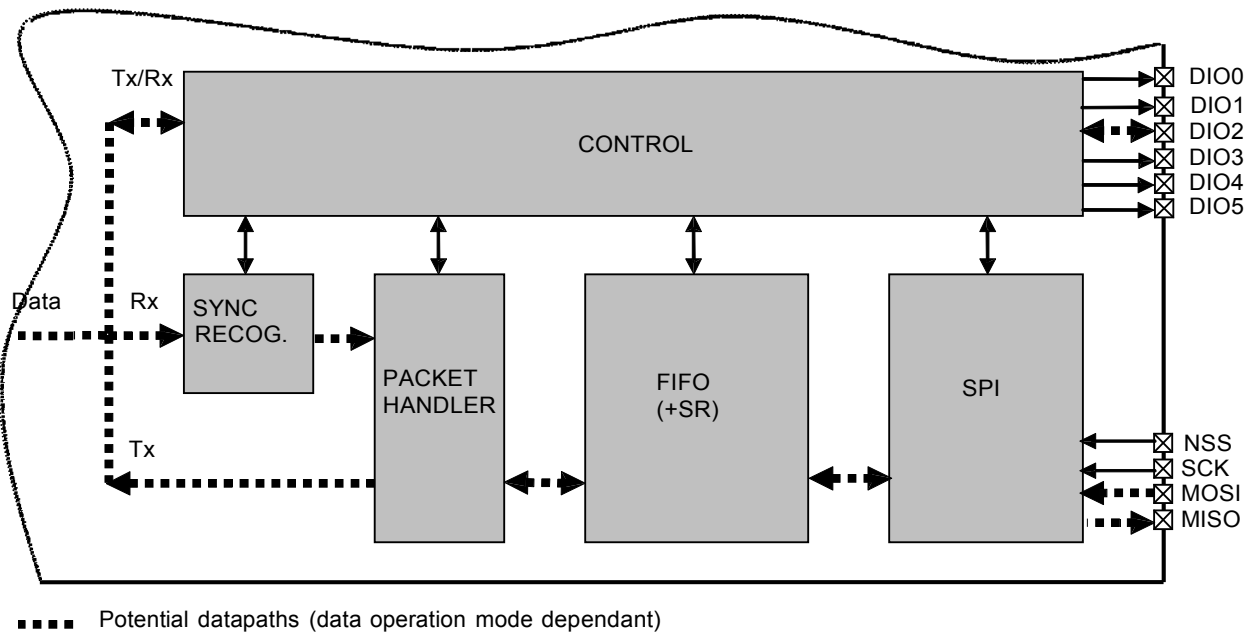 Tx/Rx
CONTROL
DIO0
DIO1
DIO2
DIO3
DIO4
DIO5
Data
Rx
SYNC
RECOG.
PACKET
HANDLER
FIFO
(+SR)
SPI
Tx
NSS
SCK
MOSI
MISO
Potential datapaths (data operation mode dependant)